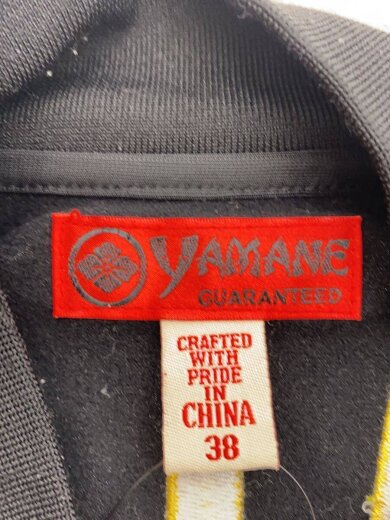 YAMANE
GUARANTEED
CRAFTED
WITH
PRIDE
IN
CHINA
38